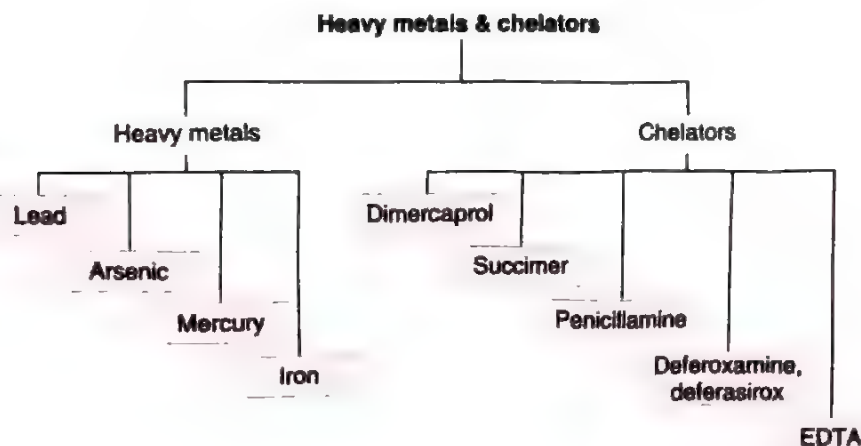 Heavy metals & chelators
Heavy metals
Chelators
Lead
Arsenic
Mercury
Iron
Dimercaprol
Succimer
Penicillamine
Deferoxamine,
deferasirox
EDTA